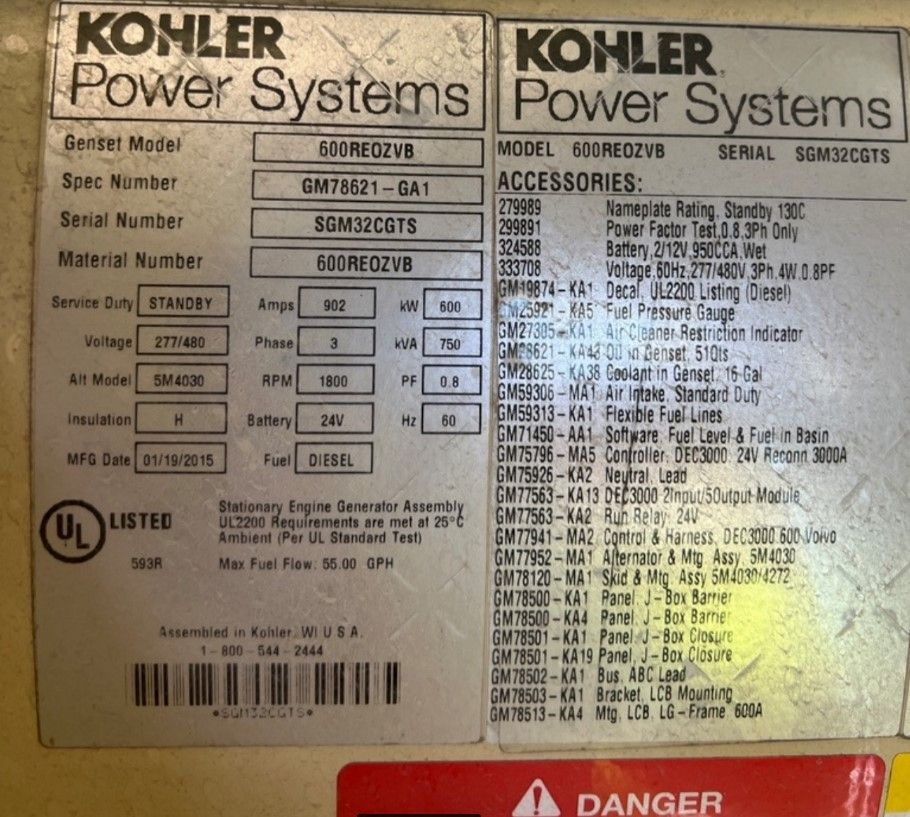 KOHLER
Power Systems
Genset Model 600REOZVB
Spec Number GM78621-GA1
Serial Number SGM32CGTS
Material Number 600REOZVB
Service Duty STANDBY Amps 902 kW 600
Voltage 277/480 Phase 3 kVA 750
Alt Model 5M4030 RPM 1800 PF 0.8
Insulation H Battery 24V Hz 60
MFG Date 01/19/2015 Fuel DIESEL
UL LISTED
593R
Stationary Engine Generator Assembly
UL2200 Requirements are met at 25°C
Ambient (Per UL Standard Test)
Max Fuel Flow: 55.00 GPH
Assembled in Kohler, WI U S A.
1-800-544-2444
*SGM32CGTS*
KOHLER
Power Systems
MODEL 600REOZVB SERIAL SGM32CGTS
ACCESSORIES:
279989 Nameplate Rating, Standby 130C
299891 Power Factor Test,0.8,3Ph Only
324588 Battery,2/12V,950CCA,Wet
333708 Voltage,60Hz,277/480V,3Ph,4W,0.8PF
GM19874-KA1 Decal, UL2200 Listing (Diesel)
GM25921-KA5 Fuel Pressure Gauge
GM27305-KA1 Air Cleaner Restriction Indicator
Oil in Genset, 51Qts
GM28625-KA38 Coolant in Genset, 16 Gal
GM59306-MA1 Air Intake, Standard Duty
GM59313-KA1 Flexible Fuel Lines
GM71450-AA1 Software, Fuel Level & Fuel in Basin
GM75796-MA5 Controller, DEC3000, 24V Reconn 3000A
GM75926-KA2 Neutral, Lead
GM77563-KA13 DEC3000 2Input/5Output Module
GM77563-KA2 Run Relay, 24V
GM77941-MA2 Control & Harness, DEC3000,600 Volvo
GM77952-MA1 Alternator & Mtg. Assy, 5M4030
GM78120-MA1 Skid & Mtg. Assy 5M4030/4272
GM78500-KA1 Panel, J-Box Barrier
GM78500-KA4 Panel, J-Box Barrier
GM78501-KA1 Panel, J-Box Closure
GM78501-KA19 Panel, J-Box Closure
GM78502-KA1 Bus, ABC Lead
GM78503-KA1 Bracket, LCB Mounting
GM78513-KA4 Mtg, LCB, LG-Frame, 600A
DANGER